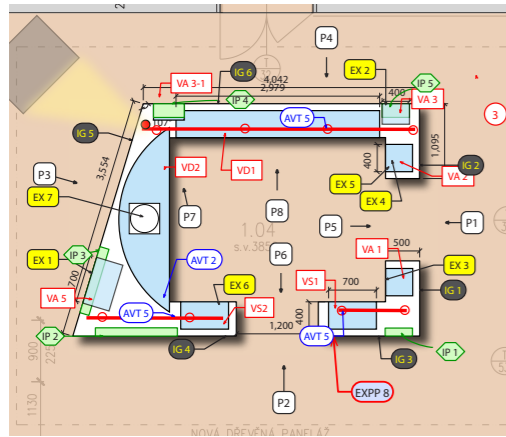 2
P4
EX 2
IG 6
VA 3-1
4,042
2,979
400
IP 5
IP 4
VA 3
3
107
AVT 5
IG 5
1,095
3,554
400
IG 2
VD2
VD1
VA 2
P3
EX 5
EX 7
P7
EX 4
P8
P5
P1
1.04
s.v.385
VA 1
500
IP 3
EX 1
AVT 2
P6
EX 3
700
VS1
700
EX 6
IG 1
VA 5
AVT 5
VS2
400
IP 2
1,200
900
IG 4
AVT 5
IG 3
IP 1
EXPP 8
1130
P2
NOVÁ DŘEVĚNÁ PANELÁŽ